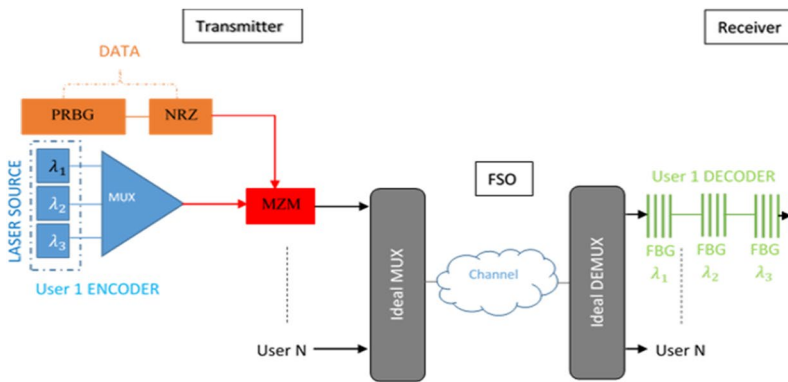 Transmitter
Receiver
DATA
PRBG
NRZ
LASER SOURCE
λ1
λ2
λ3
MUX
MZM
User 1 ENCODER
User N
Ideal MUX
FSO
Channel
Ideal DEMUX
User 1 DECODER
FBG FBG FBG
λ1 λ2 λ3
User N